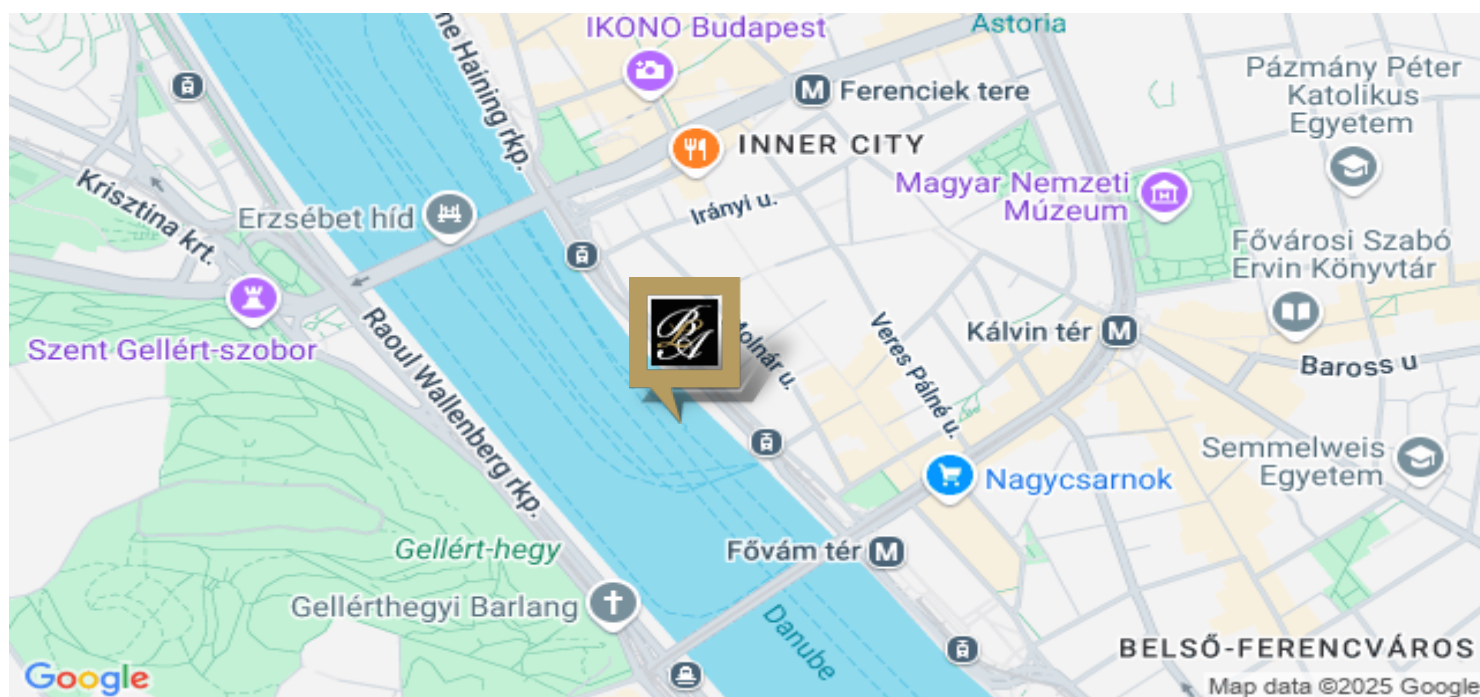 IKONO Budapest
Astoria
ne Haining rkp.
M Ferenciek tere
Pázmány Péter
Katolikus
Egyetem
INNER CITY
Krisztina krt.
Erzsébet híd
Irányi u.
Magyar Nemzeti
Múzeum
Fővárosi Szabó
Ervin Könyvtár
Szent Gellért-szobor
Raoul Wallenberg rkp.
Molnár u.
Veres Pálné u.
Kálvin tér M
Baross u
Semmelweis
Egyetem
Nagycsarnok
Gellért-hegy
Fővám tér M
Gellérthegyi Barlang
Danube
BELSŐ-FERENCVÁROS
Google
Map data ©2025 Google